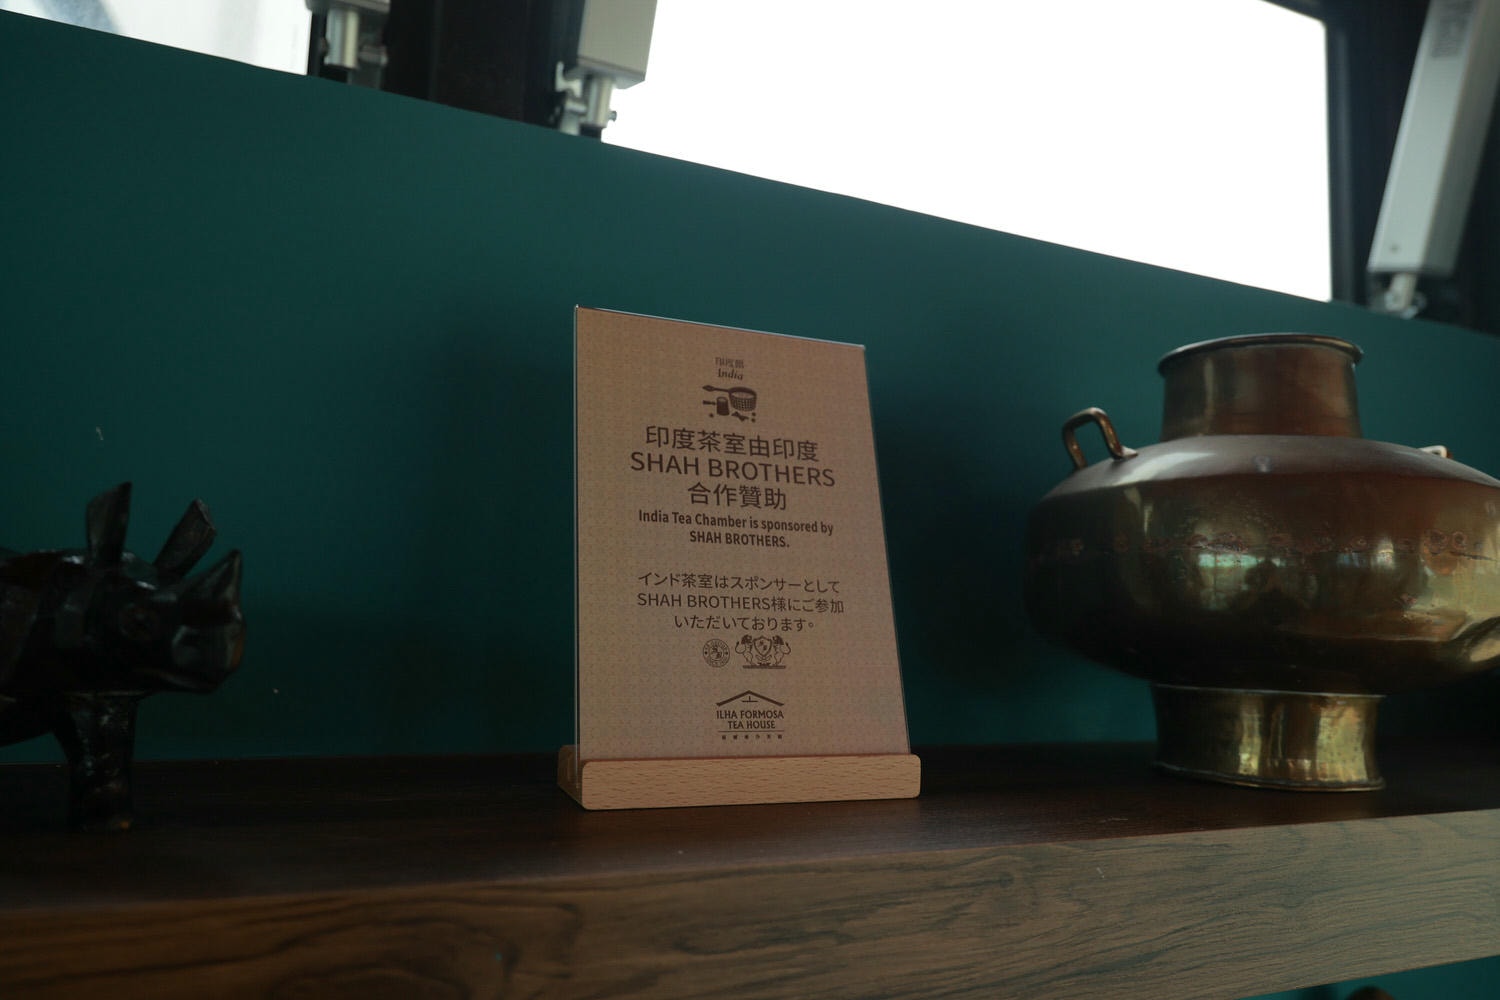 印度館
India
印度茶室由印度
SHAH BROTHERS
合作贊助
India Tea Chamber is sponsored by
SHAH BROTHERS.
インド茶室はスポンサーとして
SHAH BROTHERS様にご参加
いただいております。
ILHA FORMOSA
TEA HOUSE